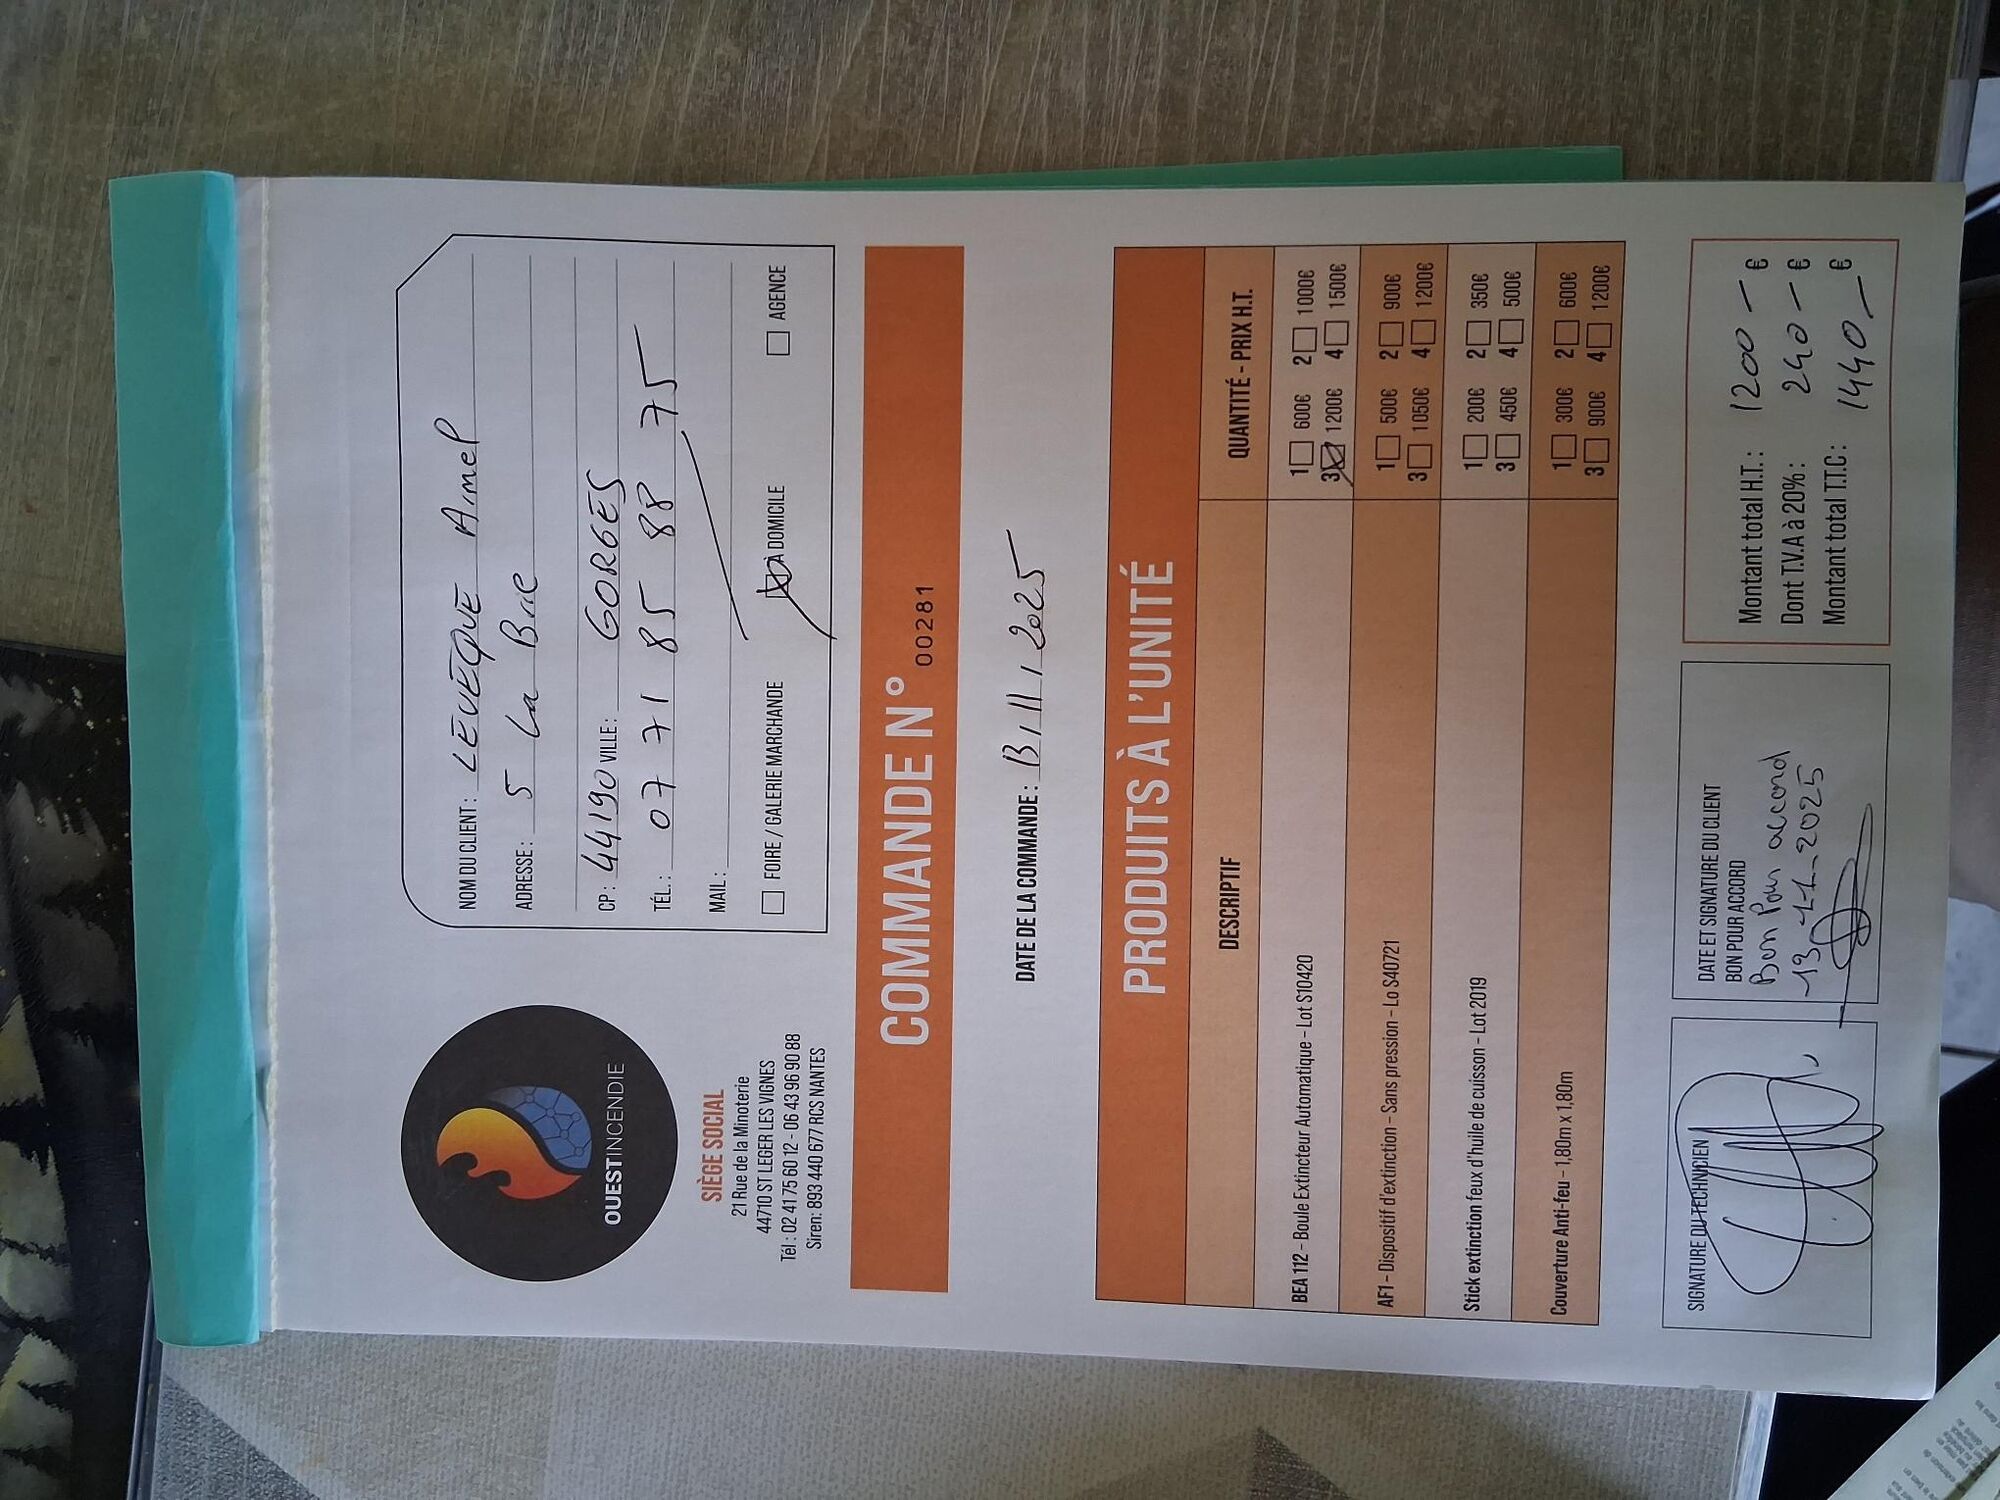 OUESTINCENDIE
SIÈGE SOCIAL
21 Rue de la Minoterie
44710 ST LEGER LES VIGNES
Tél : 02 41 75 60 12 - 06 43 96 90 88
Siren: 893 440 677 RCS NANTES
NOM DU CLIENT : LEVÊQUE Aimé
ADRESSE : 5 La Brie
CP : 44190 VILLE : GORGES
TÉL. : 07 71 85 88 75
MAIL :
FOIRE / GALERIE MARCHANDE À DOMICILE AGENCE
COMMANDE N° 00281
DATE DE LA COMMANDE : 13 / 11 / 2025
PRODUITS À L'UNITÉ
DESCRIPTIF QUANTITÉ - PRIX H.T.
BEA 112 - Boule Extincteur Automatique - Lot S10420 1 600€ 2 1000€
3 1200€ 4 1500€
AF1 - Dispositif d'extinction - Sans pression - Lo S40721 1 500€ 2 900€
3 1050€ 4 1200€
Stick extinction feux d'huile de cuisson - Lot 2019 1 200€ 2 350€
3 450€ 4 500€
Couverture Anti-feu - 1,80m x 1,80m 1 300€ 2 600€
3 900€ 4 1200€
SIGNATURE DU TECHNICIEN
DATE ET SIGNATURE DU CLIENT
BON POUR ACCORD
Bon Pour accord
13-11-2025
Montant total H.T. : 1200 - €
Dont T.V.A à 20% : 240 - €
Montant total T.T.C : 1440 - €